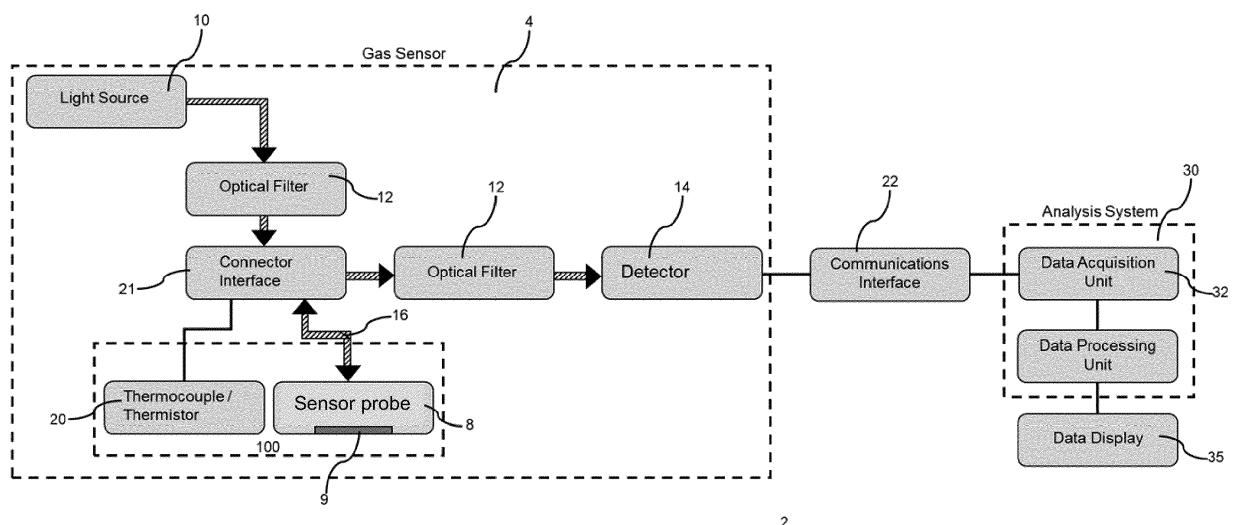 10
4
Gas Sensor
Light Source
Optical Filter
12
12
14
22
30
Analysis System
Connector
Interface
21
Optical Filter
Detector
Communications
Interface
Data Acquisition
Unit
32
16
Data Processing
Unit
Thermocouple /
Thermistor
20
Sensor probe
8
100
9
Data Display
35
2